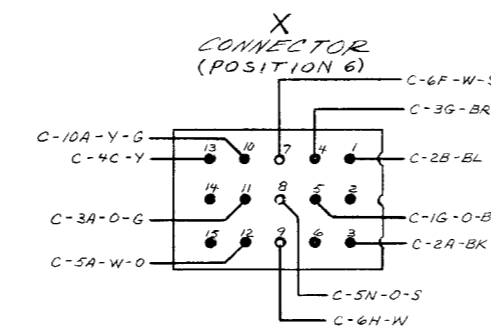 X
CONNECTOR
(POSITION 6)
C-6F-W-S
C-3G-BR
C-10A-Y-G
C-4C-Y
13 10 7 4 1
C-2B-BL
14 11 8 5 2
C-3A-O-G
C-1G-O-B
15 12 9 6 3
C-2A-BK
C-5A-W-O
C-5N-O-S
C-6H-W